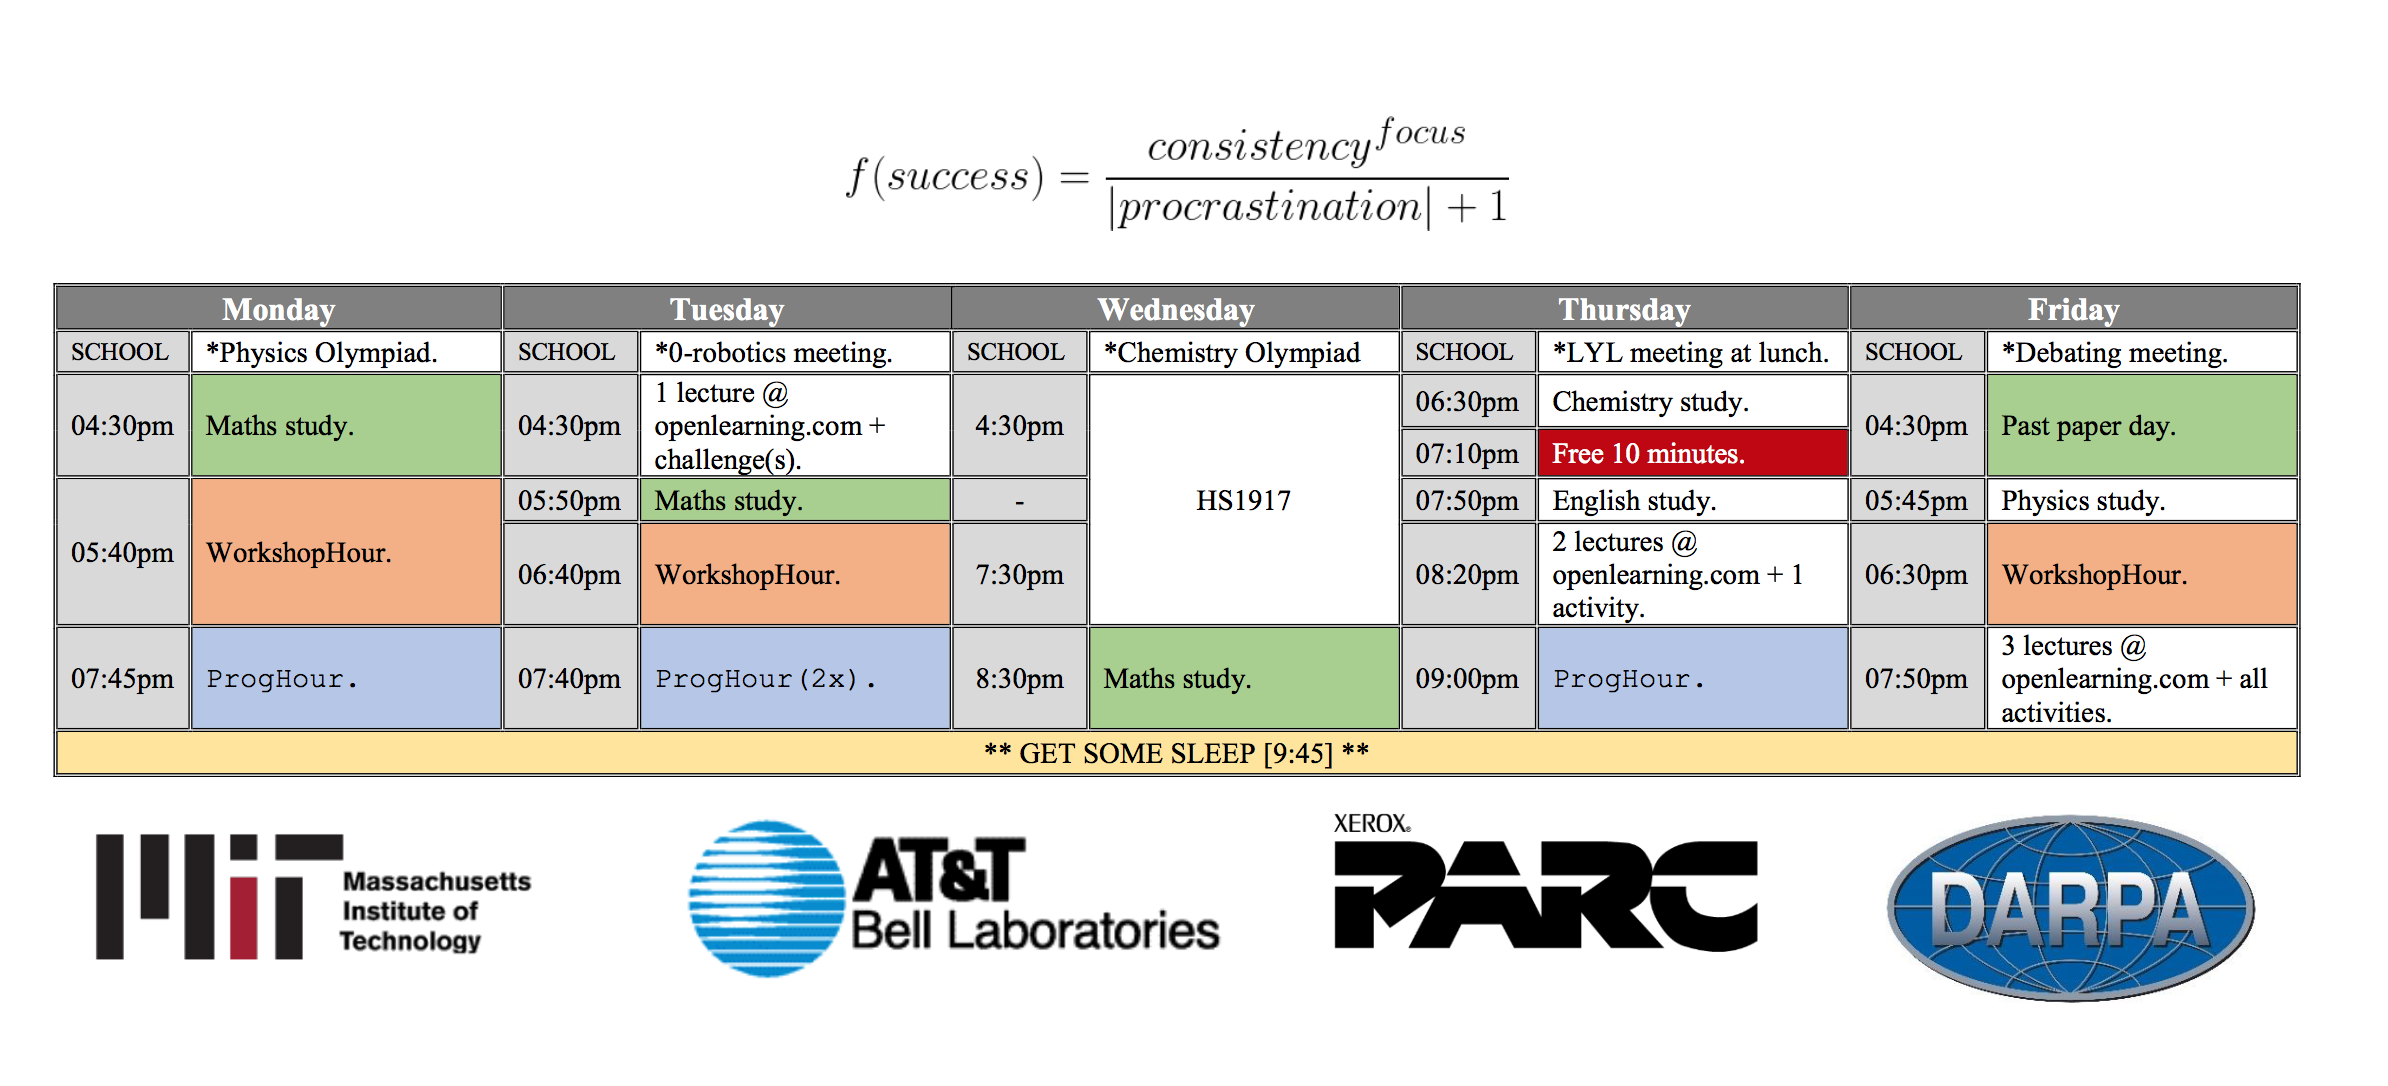 f(success) = consistency^focus / |procrastination| + 1
Monday Tuesday Wednesday Thursday Friday
SCHOOL *Physics Olympiad. SCHOOL *0-robotics meeting. SCHOOL *Chemistry Olympiad SCHOOL *LYL meeting at lunch. SCHOOL *Debating meeting.
04:30pm Maths study.
05:40pm WorkshopHour.
07:45pm ProgHour.
04:30pm 1 lecture @
openlearning.com +
challenge(s).
05:50pm Maths study.
06:40pm WorkshopHour.
07:40pm ProgHour(2x).
4:30pm
-
7:30pm
HS1917
8:30pm Maths study.
06:30pm Chemistry study.
07:10pm Free 10 minutes.
07:50pm English study.
08:20pm 2 lectures @
openlearning.com + 1
activity.
09:00pm ProgHour.
04:30pm Past paper day.
05:45pm Physics study.
06:30pm WorkshopHour.
07:50pm 3 lectures @
openlearning.com + all
activities.
** GET SOME SLEEP [9:45] **
MIT
Massachusetts
Institute of
Technology
AT&T
Bell Laboratories
XEROX®
PARC
DARPA